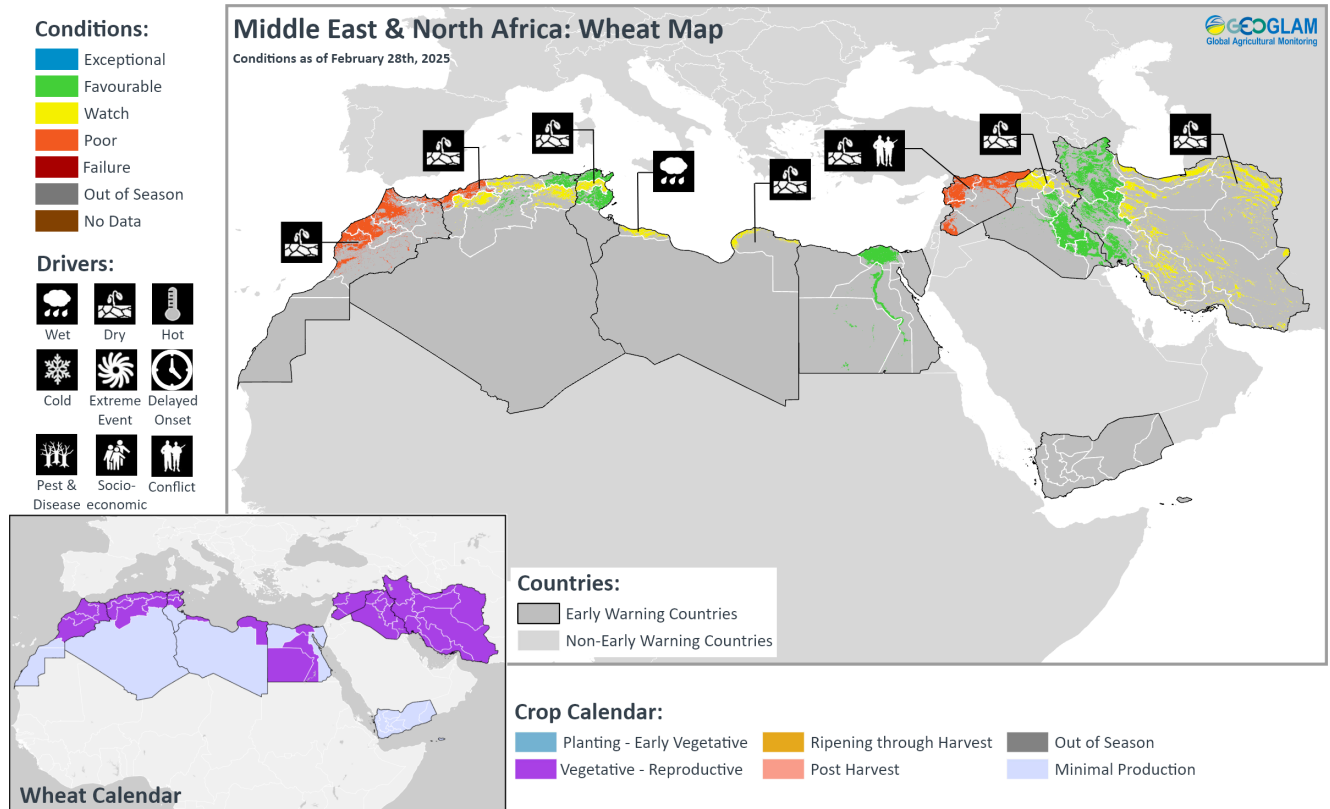 Conditions:
Exceptional
Favourable
Watch
Poor
Failure
Out of Season
No Data
Drivers:
Wet
Dry
Hot
Cold
Extreme
Event
Delayed
Onset
Pest &
Disease
Socio-
economic
Conflict
Middle East & North Africa: Wheat Map
Conditions as of February 28th, 2025
GEOGLAM
Global Agricultural Monitoring
Countries:
Early Warning Countries
Non-Early Warning Countries
Wheat Calendar
Crop Calendar:
Planting - Early Vegetative
Ripening through Harvest
Out of Season
Vegetative - Reproductive
Post Harvest
Minimal Production